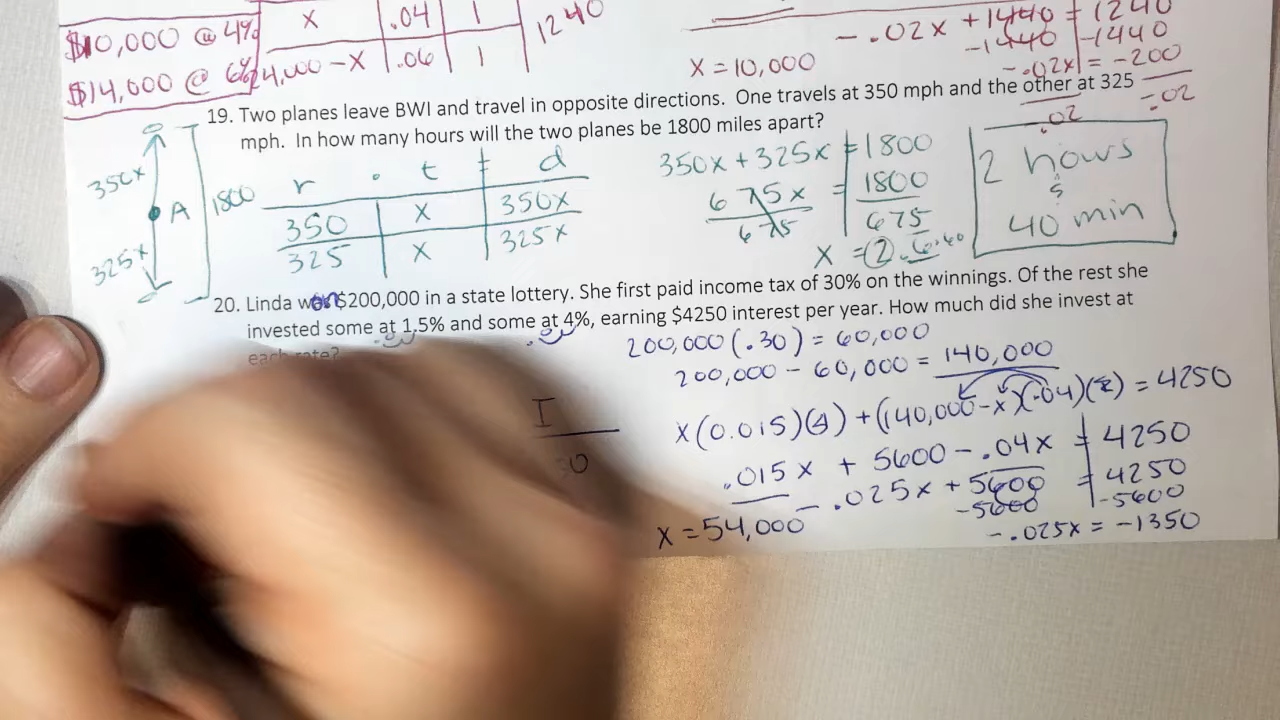 x | .04 | 1 | 1240
$10,000 @ 4%
14,000 - x | .06 | 1
$14,000 @ 6%
-.02x + 1440 = 1240
-1440 | -1440
x = 10,000
-.02x = -200
.02 -.02
19. Two planes leave BWI and travel in opposite directions. One travels at 350 mph and the other at 325
mph. In how many hours will the two planes be 1800 miles apart?
350x
A
1800
325x
r . t = d
350 | x | 350x
325 | x | 325x
350x + 325x = 1800
675x = 1800
675 675
x = 2.
2 hours
&
40 min
20. Linda won $200,000 in a state lottery. She first paid income tax of 30% on the winnings. Of the rest she
invested some at 1.5% and some at 4%, earning $4250 interest per year. How much did she invest at
each rate?
I
200,000(.30) = 60,000
200,000 - 60,000 = 140,000
x(0.015)(1) + (140,000 - x)(.04)(1) = 4250
.015x + 5600 - .04x = 4250
-.025x + 5600 = 4250
-5600 -5600
-.025x = -1350
x = 54,000